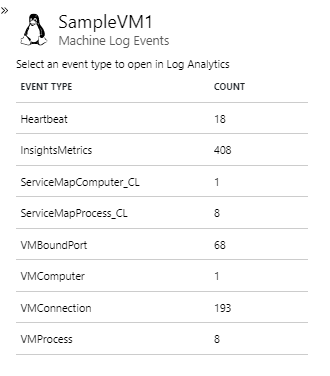 »
SampleVM1
Machine Log Events
Select an event type to open in Log Analytics
EVENT TYPE COUNT
Heartbeat 18
InsightsMetrics 408
ServiceMapComputer_CL 1
ServiceMapProcess_CL 8
VMBoundPort 68
VMComputer 1
VMConnection 193
VMProcess 8